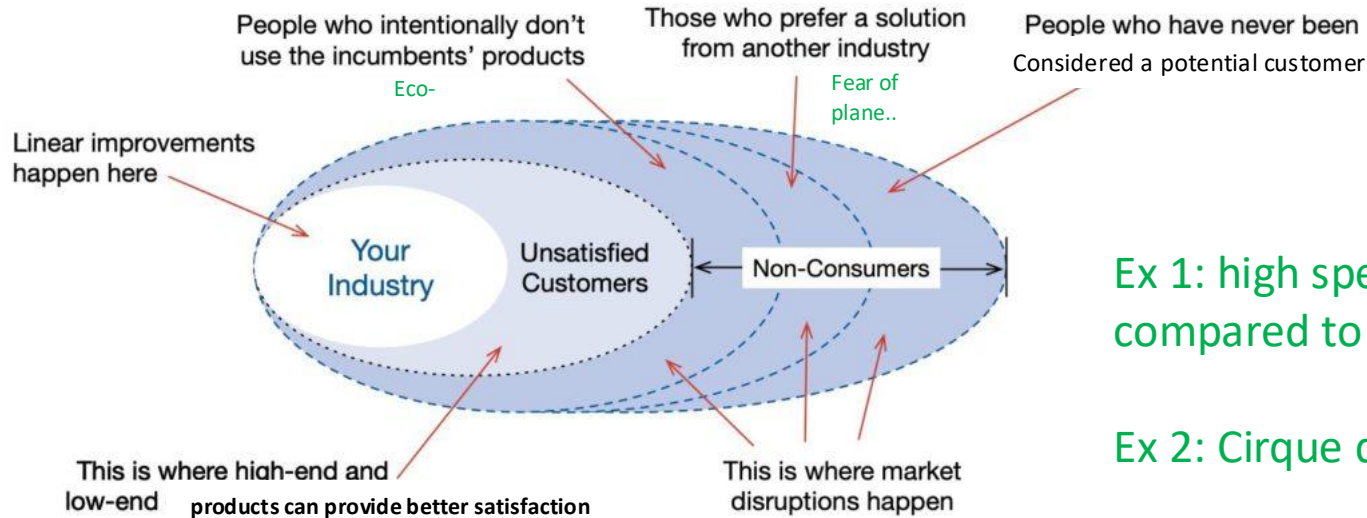 People who intentionally don't
use the incumbents' products
Eco-
Those who prefer a solution
from another industry
Fear of
plane..
People who have never been
Considered a potential customer
Linear improvements
happen here
Your
Industry
Unsatisfied
Customers
Non-Consumers
Ex 1: high spe
compared to
Ex 2: Cirque
This is where high-end and
low-end products can provide better satisfaction
This is where market
disruptions happen